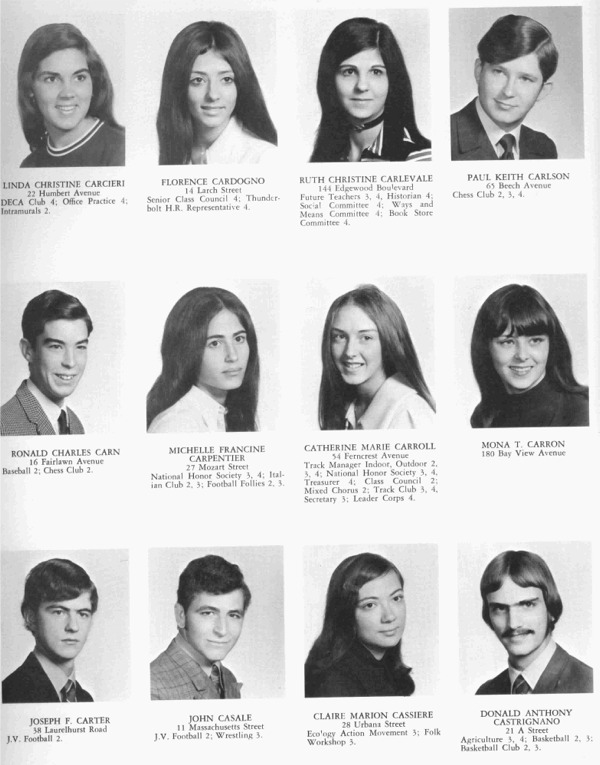 LINDA CHRISTINE CARCIERI
22 Humbert Avenue
DECA Club 4; Office Practice 4;
Intramurals 2.
FLORENCE CARDOGNO
14 Larch Street
Senior Class Council 4; Thunder-
bolt H.R. Representative 4.
RUTH CHRISTINE CARLEVALE
144 Edgewood Boulevard
Future Teachers 3, 4, Historian 4;
Social Committee 4; Ways and
Means Committee 4; Book Store
Committee 4.
PAUL KEITH CARLSON
65 Beech Avenue
Chess Club 2, 3, 4.
RONALD CHARLES CARN
16 Fairlawn Avenue
Baseball 2; Chess Club 2.
MICHELLE FRANCINE
CARPENTIER
27 Mozart Street
National Honor Society 3, 4; Ital-
ian Club 2, 3; Football Follies 2, 3.
CATHERINE MARIE CARROLL
54 Ferncrest Avenue
Track Manager Indoor, Outdoor 2,
3, 4; National Honor Society 3, 4,
Treasurer 4; Class Council 2;
Mixed Chorus 2; Track Club 3, 4,
Secretary 3; Leader Corps 4.
MONA T. CARRON
180 Bay View Avenue
JOSEPH F. CARTER
38 Laurelhurst Road
J.V. Football 2.
JOHN CASALE
11 Massachusetts Street
J.V. Football 2; Wrestling 3.
CLAIRE MARION CASSIERE
28 Urbana Street
Ecology Action Movement 3; Folk
Workshop 3.
DONALD ANTHONY
CASTRIGNANO
21 A Street
Agriculture 3, 4; Basketball 2, 3;
Basketball Club 2, 3.